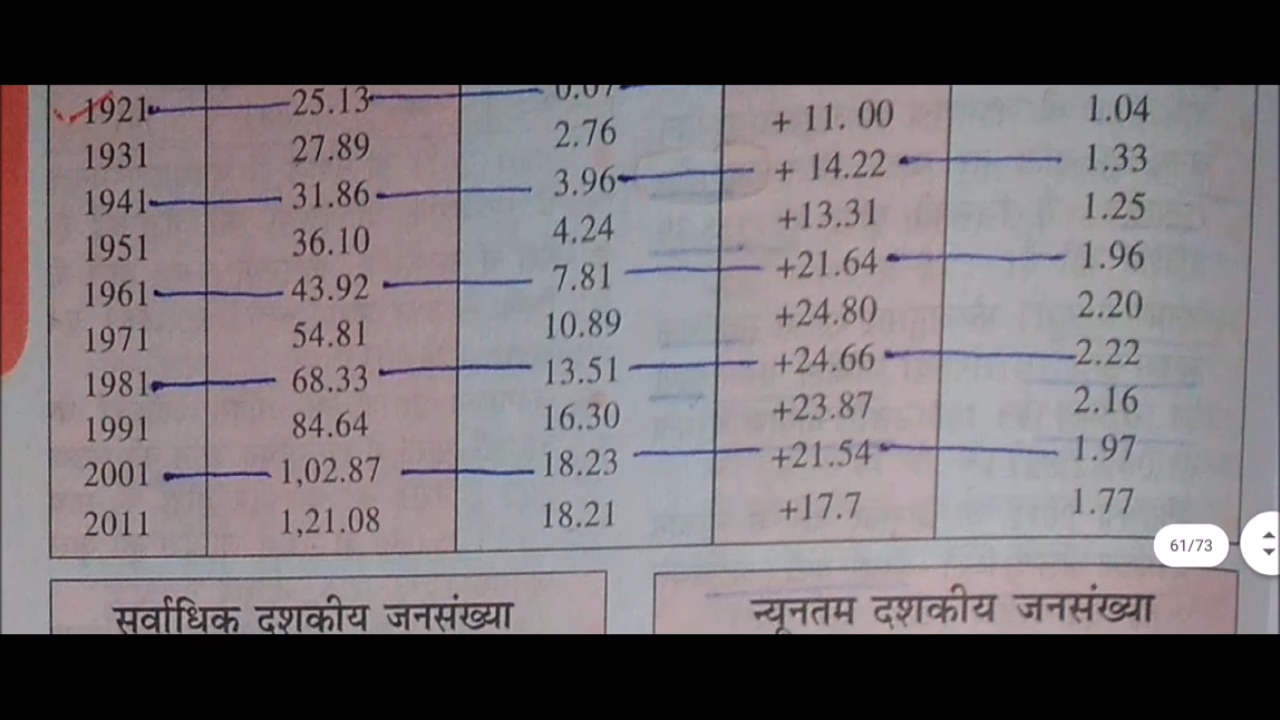 1921 25.13 0.07
1931 27.89 2.76 + 11. 00 1.04
1941 31.86 3.96 + 14.22 1.33
1951 36.10 4.24 +13.31 1.25
1961 43.92 7.81 +21.64 1.96
1971 54.81 10.89 +24.80 2.20
1981 68.33 13.51 +24.66 2.22
1991 84.64 16.30 +23.87 2.16
2001 1,02.87 18.23 +21.54 1.97
2011 1,21.08 18.21 +17.7 1.77
61/73
सर्वाधिक दशकीय जनसंख्या न्यूनतम दशकीय जनसंख्या